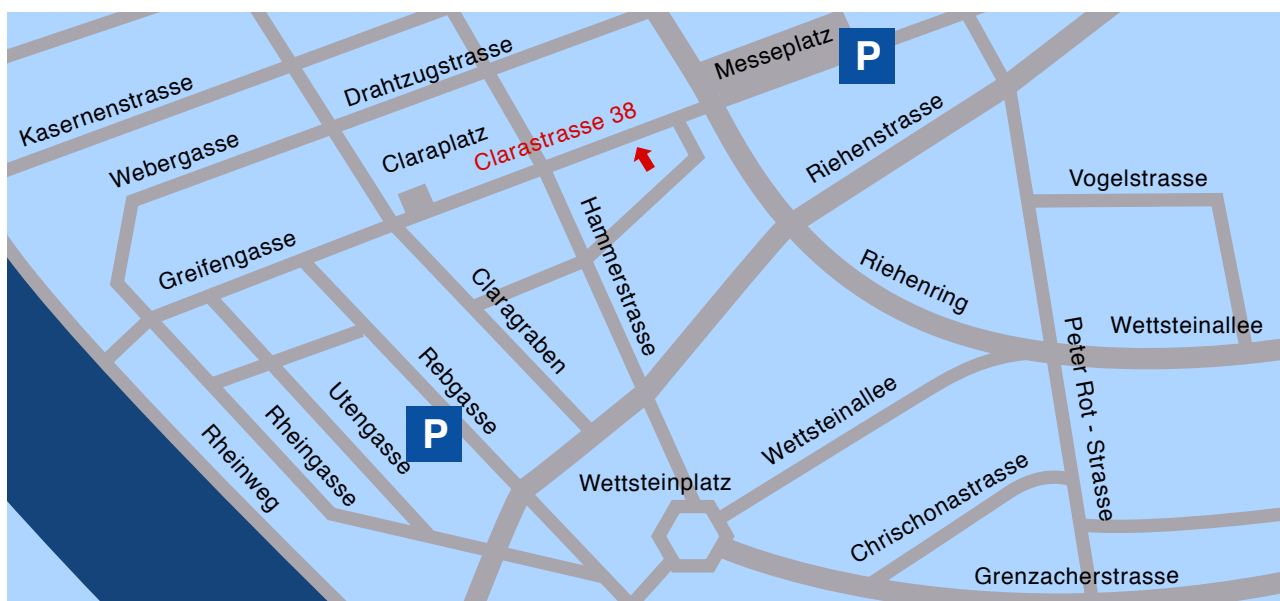 Messeplatz
P
Drahtzugstrasse
Kasernenstrasse
Clarastrasse 38
Riehenstrasse
Claraplatz
Webergasse
Vogelstrasse
Hammerstrasse
Greifengasse
Riehenring
Claragraben
Wettsteinallee
Peter Rot - Strasse
Rebgasse
Wettsteinallee
Utengasse
P
Rheingasse
Rheinweg
Wettsteinplatz
Chrischonastrasse
Grenzacherstrasse